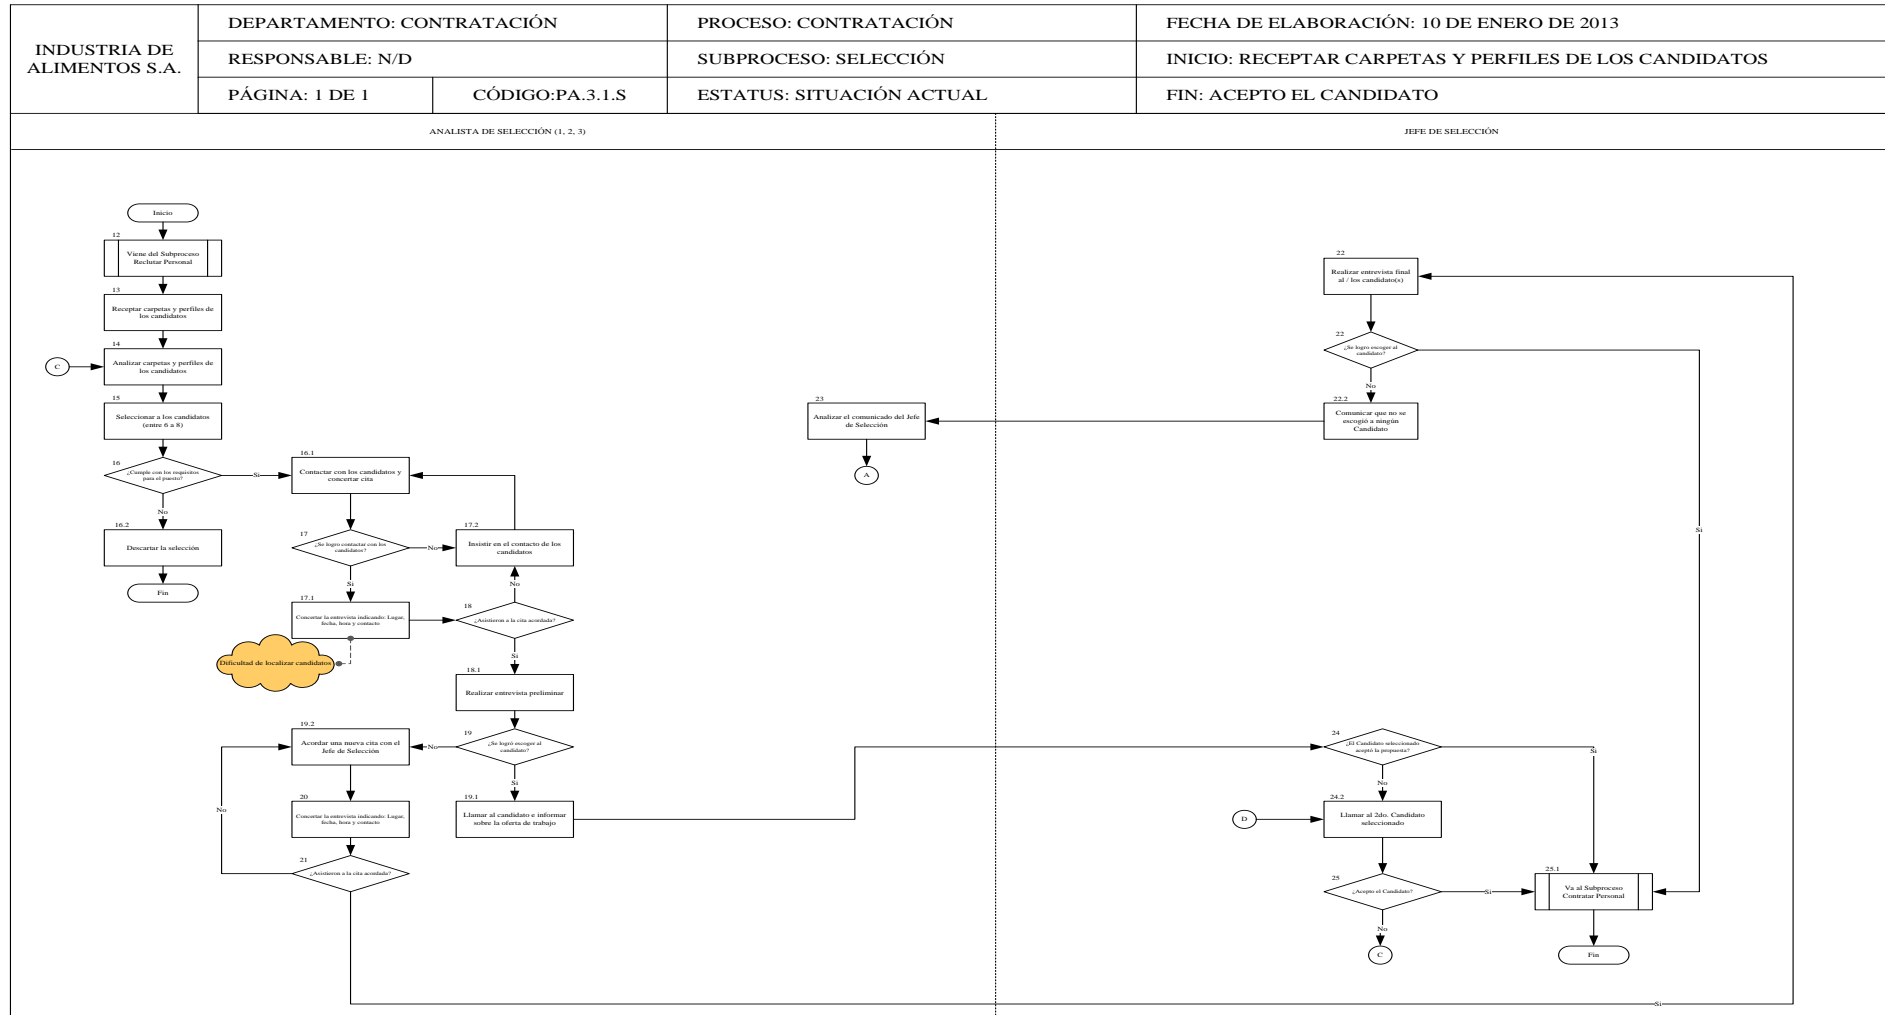 INDUSTRIA DE
ALIMENTOS S.A.
DEPARTAMENTO: CONTRATACIÓN
PROCESO: CONTRATACIÓN
FECHA DE ELABORACIÓN: 10 DE ENERO DE 2013
RESPONSABLE: N/D
SUBPROCESO: SELECCIÓN
INICIO: RECEPTAR CARPETAS Y PERFILES DE LOS CANDIDATOS
PÁGINA: 1 DE 1
CÓDIGO:PA.3.1.S
ESTATUS: SITUACIÓN ACTUAL
FIN: ACEPTO EL CANDIDATO
ANALISTA DE SELECCIÓN (1, 2, 3)
JEFE DE SELECCIÓN
Inicio
12
Viene del Subproceso
Reclutar Personal
13
Receptar carpetas y perfiles de
los candidatos
14
C
Analizar carpetas y perfiles de
los candidatos
15
Seleccionar a los candidatos
(entre 6 a 8)
16
¿Cumple con los requisitos
para el puesto?
Si
No
16.2
Descartar la selección
Fin
16.1
Contactar con los candidatos y
concertar cita
17
¿Se logro contactar con los
candidatos?
No
Si
17.2
Insistir en el contacto de los
candidatos
No
17.1
Concertar la entrevista indicando: Lugar,
fecha, hora y contacto
Dificultad de localizar candidatos
18
¿Asistieron a la cita acordada?
Si
18.1
Realizar entrevista preliminar
19
¿Se logró escoger al
candidato?
No
Si
19.2
Acordar una nueva cita con el
Jefe de Selección
19.1
Llamar al candidato e informar
sobre la oferta de trabajo
20
Concertar la entrevista indicando: Lugar,
fecha, hora y contacto
21
¿Asistieron a la cita acordada?
No
Si
23
Analizar el comunicado del Jefe
de Selección
A
22
Realizar entrevista final
al / los candidato(s)
22
¿Se logro escoger al
candidato?
No
Si
22.2
Comunicar que no se
escogió a ningún
Candidato
24
¿El Candidato seleccionado
aceptó la propuesta?
Si
No
24.2
D
Llamar al 2do. Candidato
seleccionado
25
¿Acepto el Candidato?
Si
No
C
25.1
Va al Subproceso
Contratar Personal
Fin